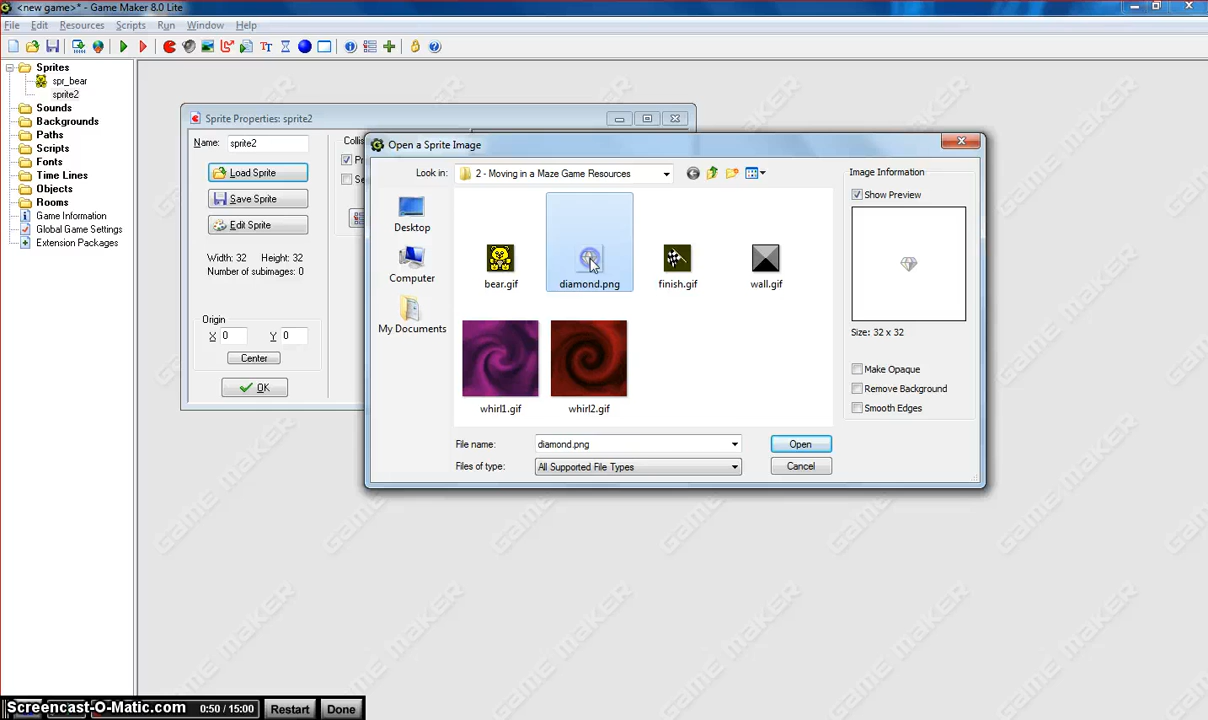 <new game>* - Game Maker 8.0 Lite
File Edit Resources Scripts Run Window Help
Sprites
spr_bear
sprite2
Sounds
Backgrounds
Paths
Scripts
Fonts
Time Lines
Objects
Rooms
Game Information
Global Game Settings
Extension Packages
Sprite Properties: sprite2
Name: sprite2
Load Sprite
Save Sprite
Edit Sprite
Width: 32 Height: 32
Number of subimages: 0
Origin
X 0 Y 0
Center
OK
Open a Sprite Image
Look in: 2 - Moving in a Maze Game Resources
Desktop
Computer
My Documents
bear.gif
diamond.png
finish.gif
wall.gif
whirl1.gif
whirl2.gif
File name: diamond.png
Files of type: All Supported File Types
Open
Cancel
Image Information
Show Preview
Size: 32 x 32
Make Opaque
Remove Background
Smooth Edges
Screencast-O-Matic.com 0:50 / 15:00 Restart Done